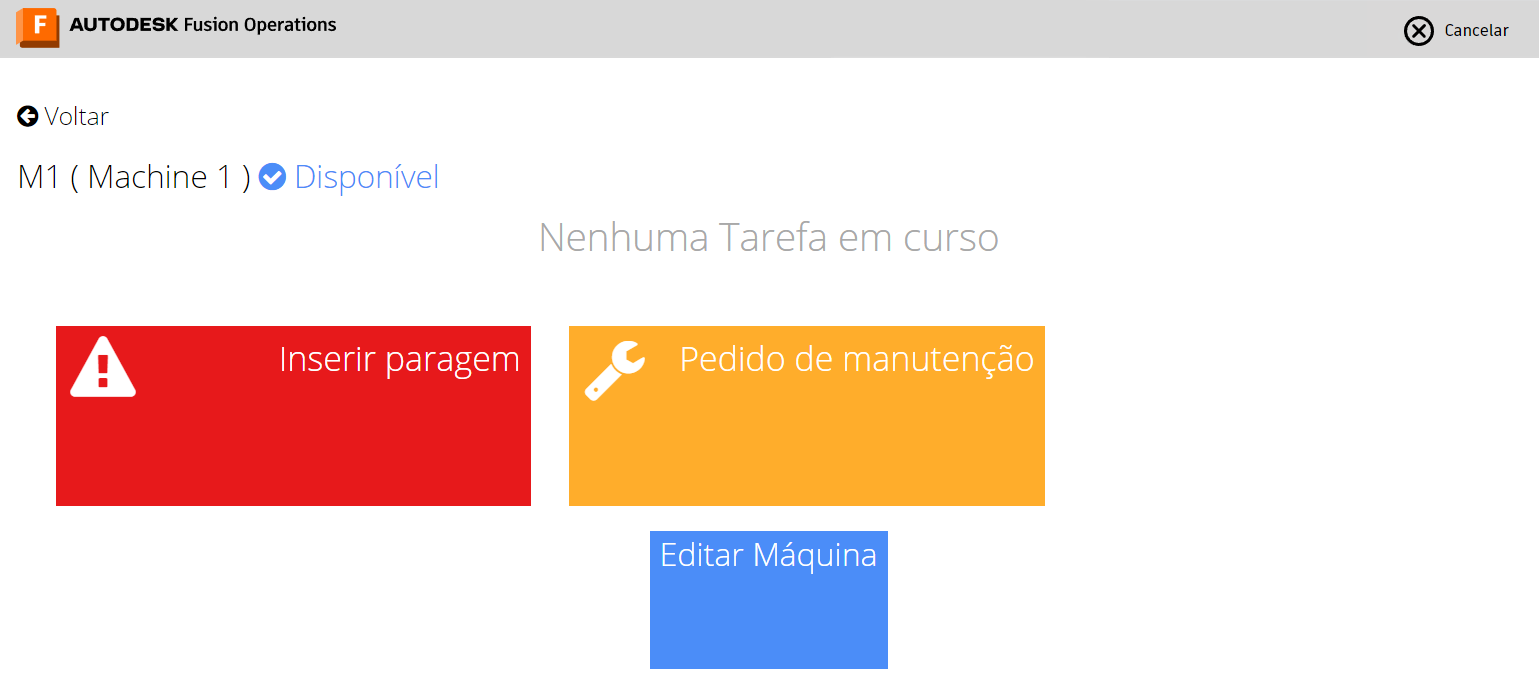 F AUTODESK Fusion Operations
Cancelar
Voltar
M1 ( Machine 1 ) Disponível
Nenhuma Tarefa em curso
Inserir paragem
Pedido de manutenção
Editar Máquina